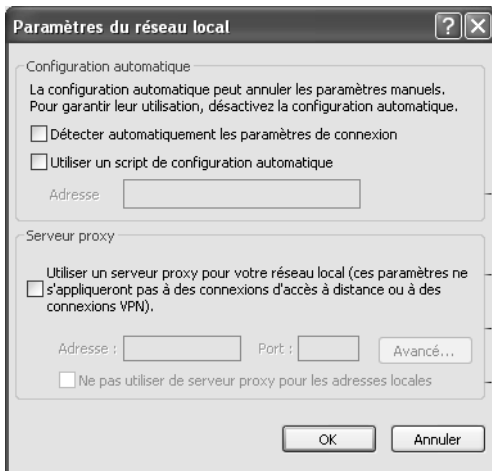 Paramètres du réseau local
Configuration automatique
La configuration automatique peut annuler les paramètres manuels.
Pour garantir leur utilisation, désactivez la configuration automatique.
Détecter automatiquement les paramètres de connexion
Utiliser un script de configuration automatique
Adresse
Serveur proxy
Utiliser un serveur proxy pour votre réseau local (ces paramètres ne
s'appliqueront pas à des connexions d'accès à distance ou à des
connexions VPN).
Adresse : Port : Avancé...
Ne pas utiliser de serveur proxy pour les adresses locales
OK Annuler